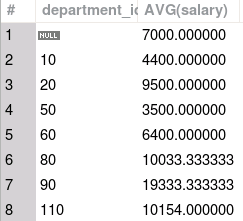 # department_id AVG(salary)
1 NULL 7000.000000
2 10 4400.000000
3 20 9500.000000
4 50 3500.000000
5 60 6400.000000
6 80 10033.333333
7 90 19333.333333
8 110 10154.000000